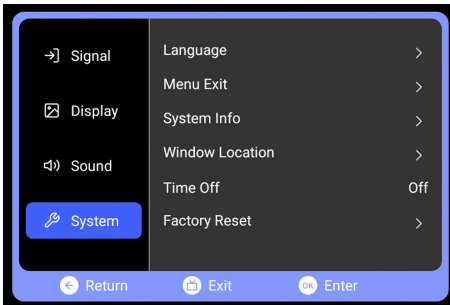 Signal
Display
Sound
System
Language
Menu Exit
System Info
Window Location
Time Off Off
Factory Reset
Return Exit OK Enter